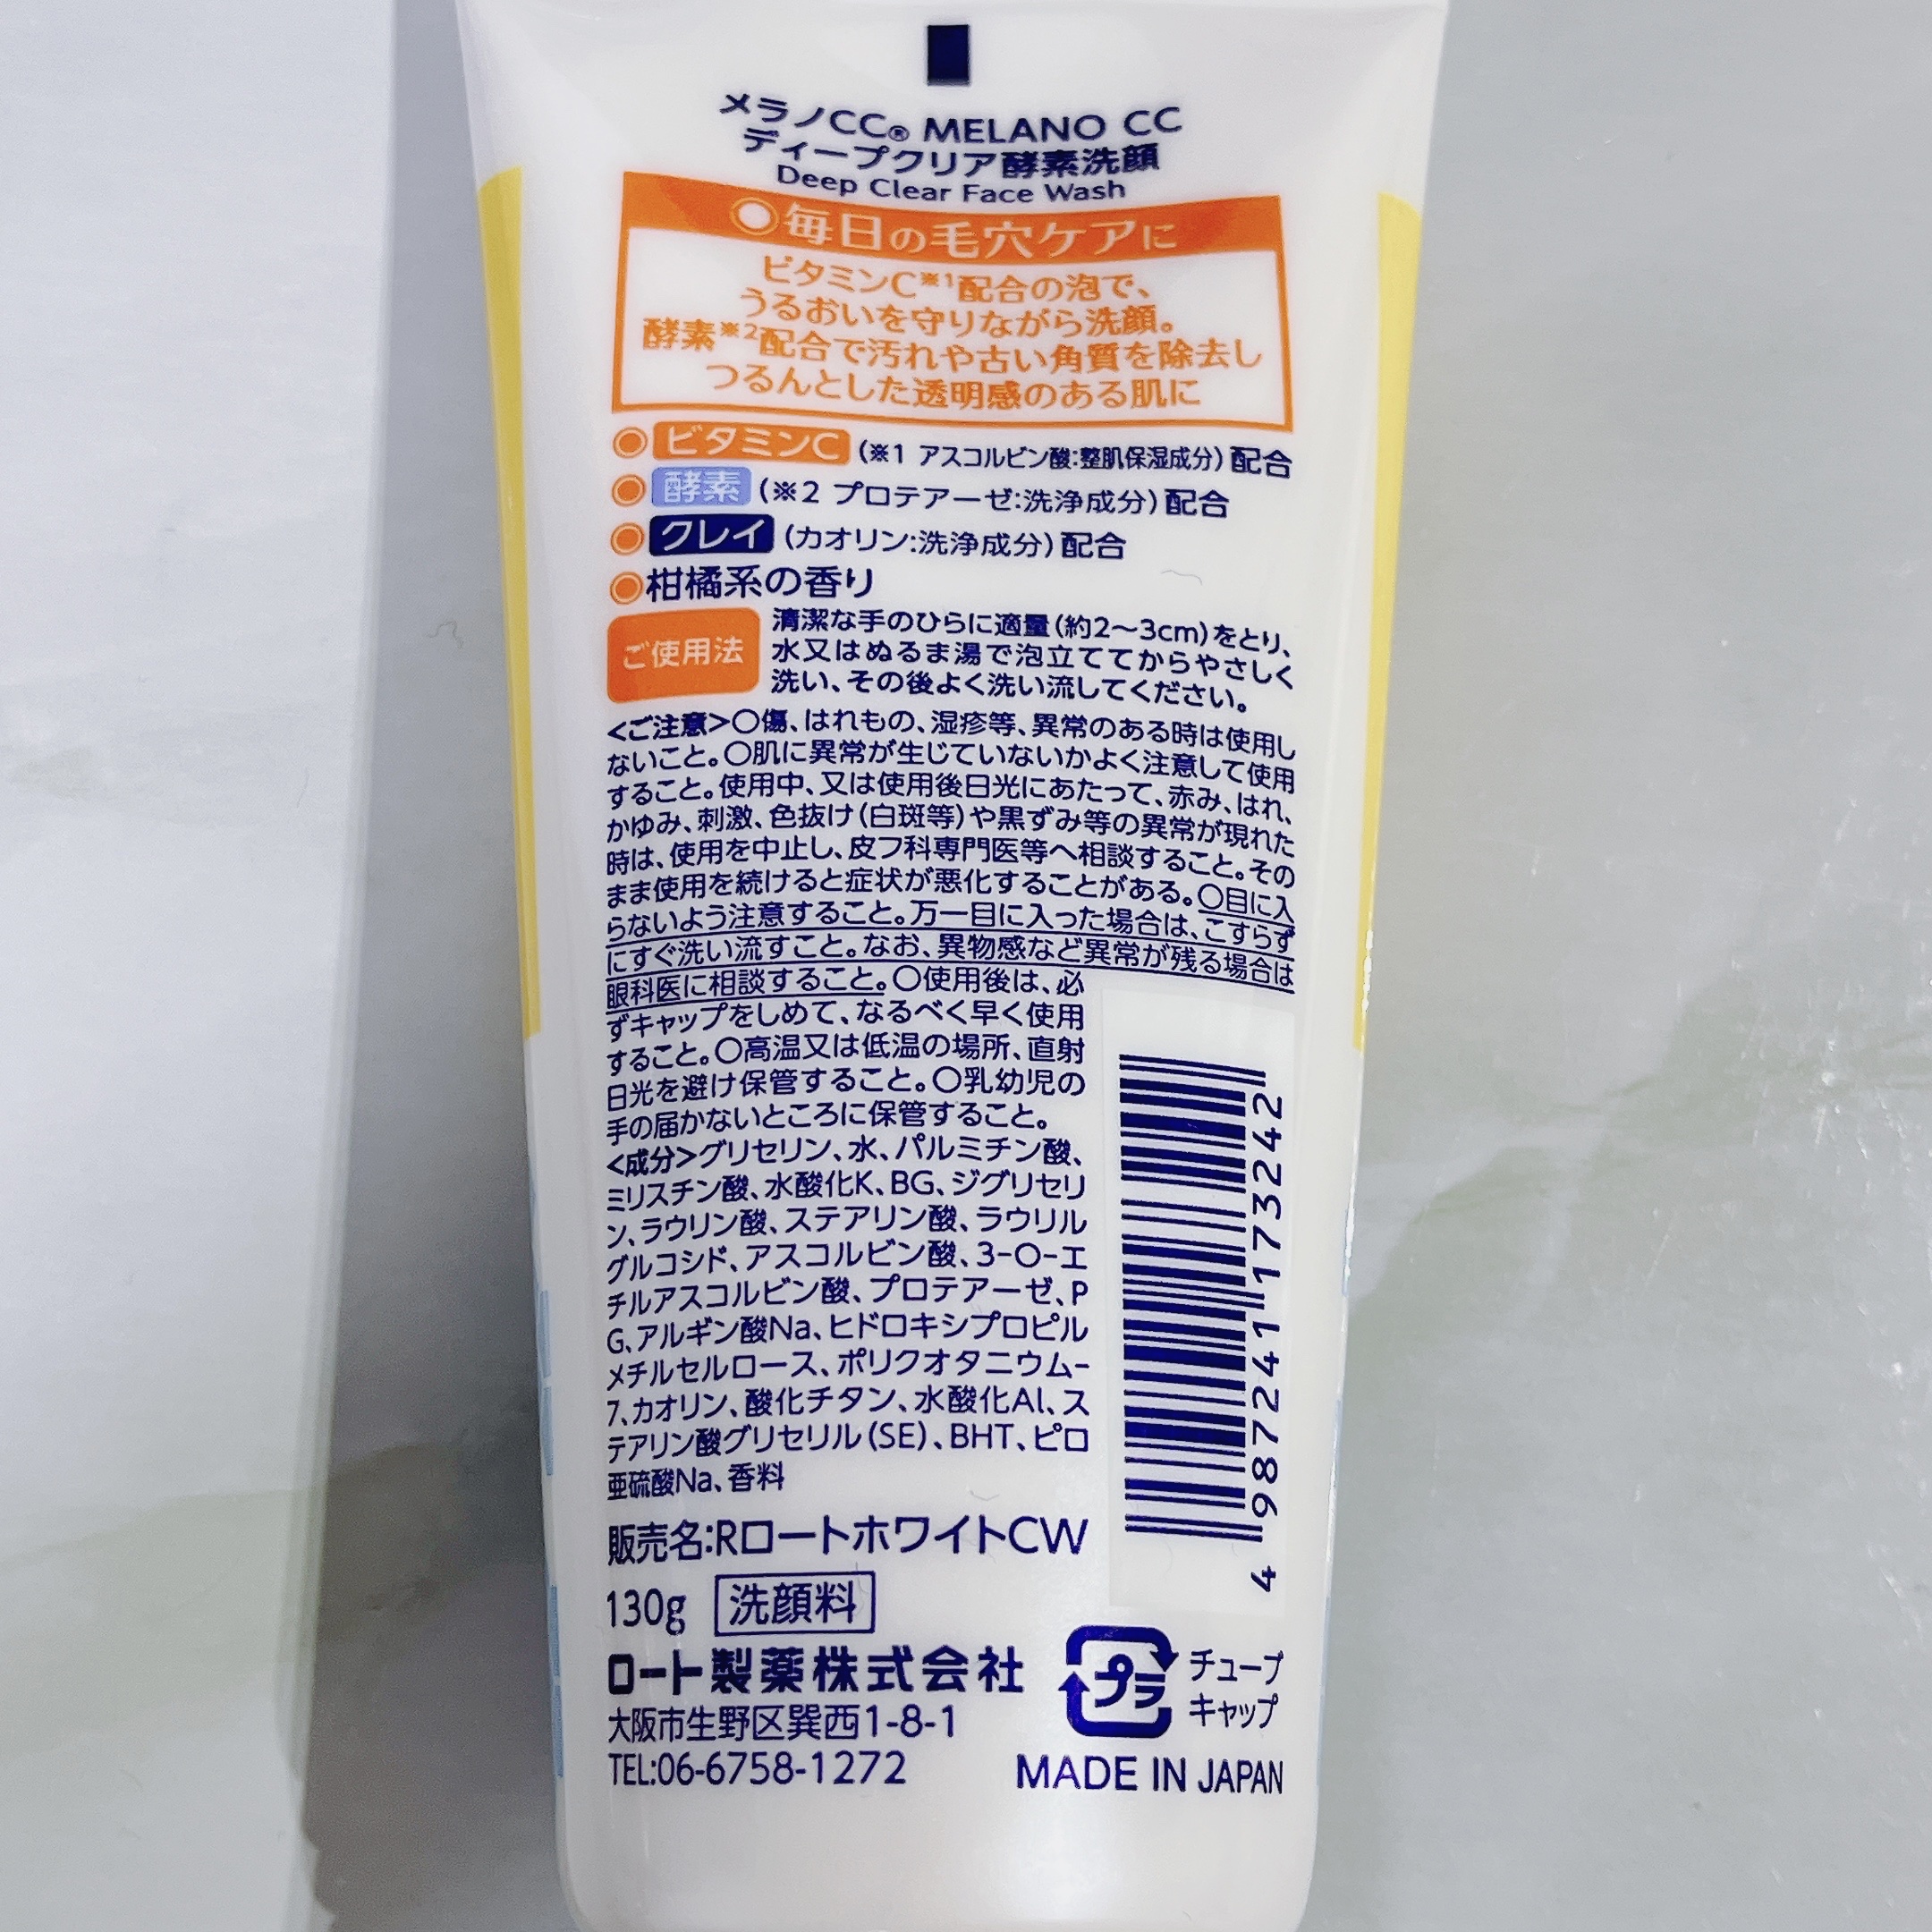 メラノCC® MELANO CC
ディープクリア酵素洗顔
Deep Clear Face Wash
毎日の毛穴ケアに
ビタミンC※1配合の泡で、
うるおいを守りながら洗顔。
酵素※2配合で汚れや古い角質を除去し
つるんとした透明感のある肌に
ビタミンC (※1 アスコルビン酸:整肌保湿成分) 配合
酵素 (※2 プロテアーゼ:洗浄成分) 配合
クレイ (カオリン:洗浄成分) 配合
柑橘系の香り
ご使用法
清潔な手のひらに適量(約2〜3cm)をとり、
水又はぬるま湯で泡立ててからやさしく
洗い、その後よく洗い流してください。
<ご注意>〇傷、はれもの、湿疹等、異常のある時は使用し
ないこと。〇肌に異常が生じていないかよく注意して使用
すること。使用中、又は使用後日光にあたって、赤み、はれ、
かゆみ、刺激、色抜け(白斑等)や黒ずみ等の異常が現れた
時は、使用を中止し、皮フ科専門医等へ相談すること。その
まま使用を続けると症状が悪化することがある。〇目に入
らないよう注意すること。万一目に入った場合は、こすらず
にすぐ洗い流すこと。なお、異物感など異常が残る場合は
眼科医に相談すること。〇使用後は、必
ずキャップをしめて、なるべく早く使用
すること。〇高温又は低温の場所、直射
日光を避け保管すること。〇乳幼児の
手の届かないところに保管すること。
<成分>グリセリン、水、パルミチン酸、
ミリスチン酸、水酸化K、BG、ジグリセリ
ン、ラウリン酸、ステアリン酸、ラウリル
グルコシド、アスコルビン酸、3-O-エ
チルアスコルビン酸、プロテアーゼ、P
G、アルギン酸Na、ヒドロキシプロピル
メチルセルロース、ポリクオタニウム-
7、カオリン、酸化チタン、水酸化Al、ス
テアリン酸グリセリル(SE)、BHT、ピロ
亜硫酸Na、香料
4 987241 173242
販売名:RロートホワイトCW
130g 洗顔料
ロート製薬株式会社
大阪市生野区巽西1-8-1
TEL:06-6758-1272
プラ
チューブ
キャップ
MADE IN JAPAN